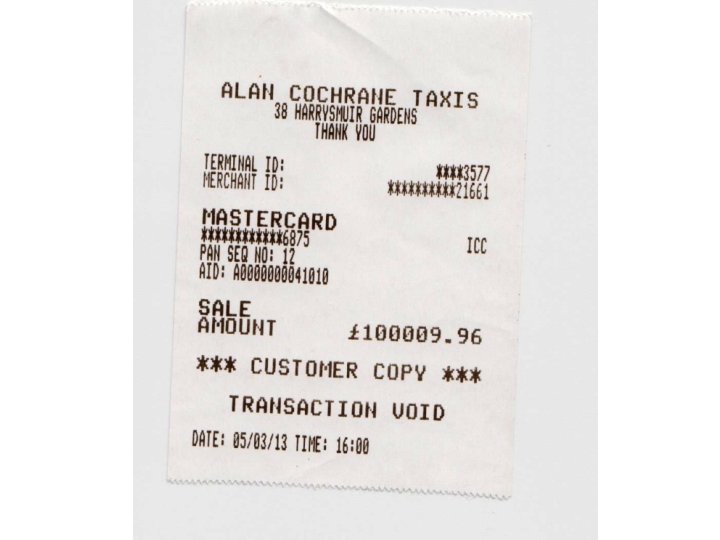 ALAN COCHRANE TAXIS
38 HARRYSMUIR GARDENS
THANK YOU
TERMINAL ID: ****3577
MERCHANT ID: **********21661
MASTERCARD
************6875 ICC
PAN SEQ NO: 12
AID: A0000000041010
SALE
AMOUNT £100009.96
*** CUSTOMER COPY ***
TRANSACTION VOID
DATE: 05/03/13 TIME: 16:00